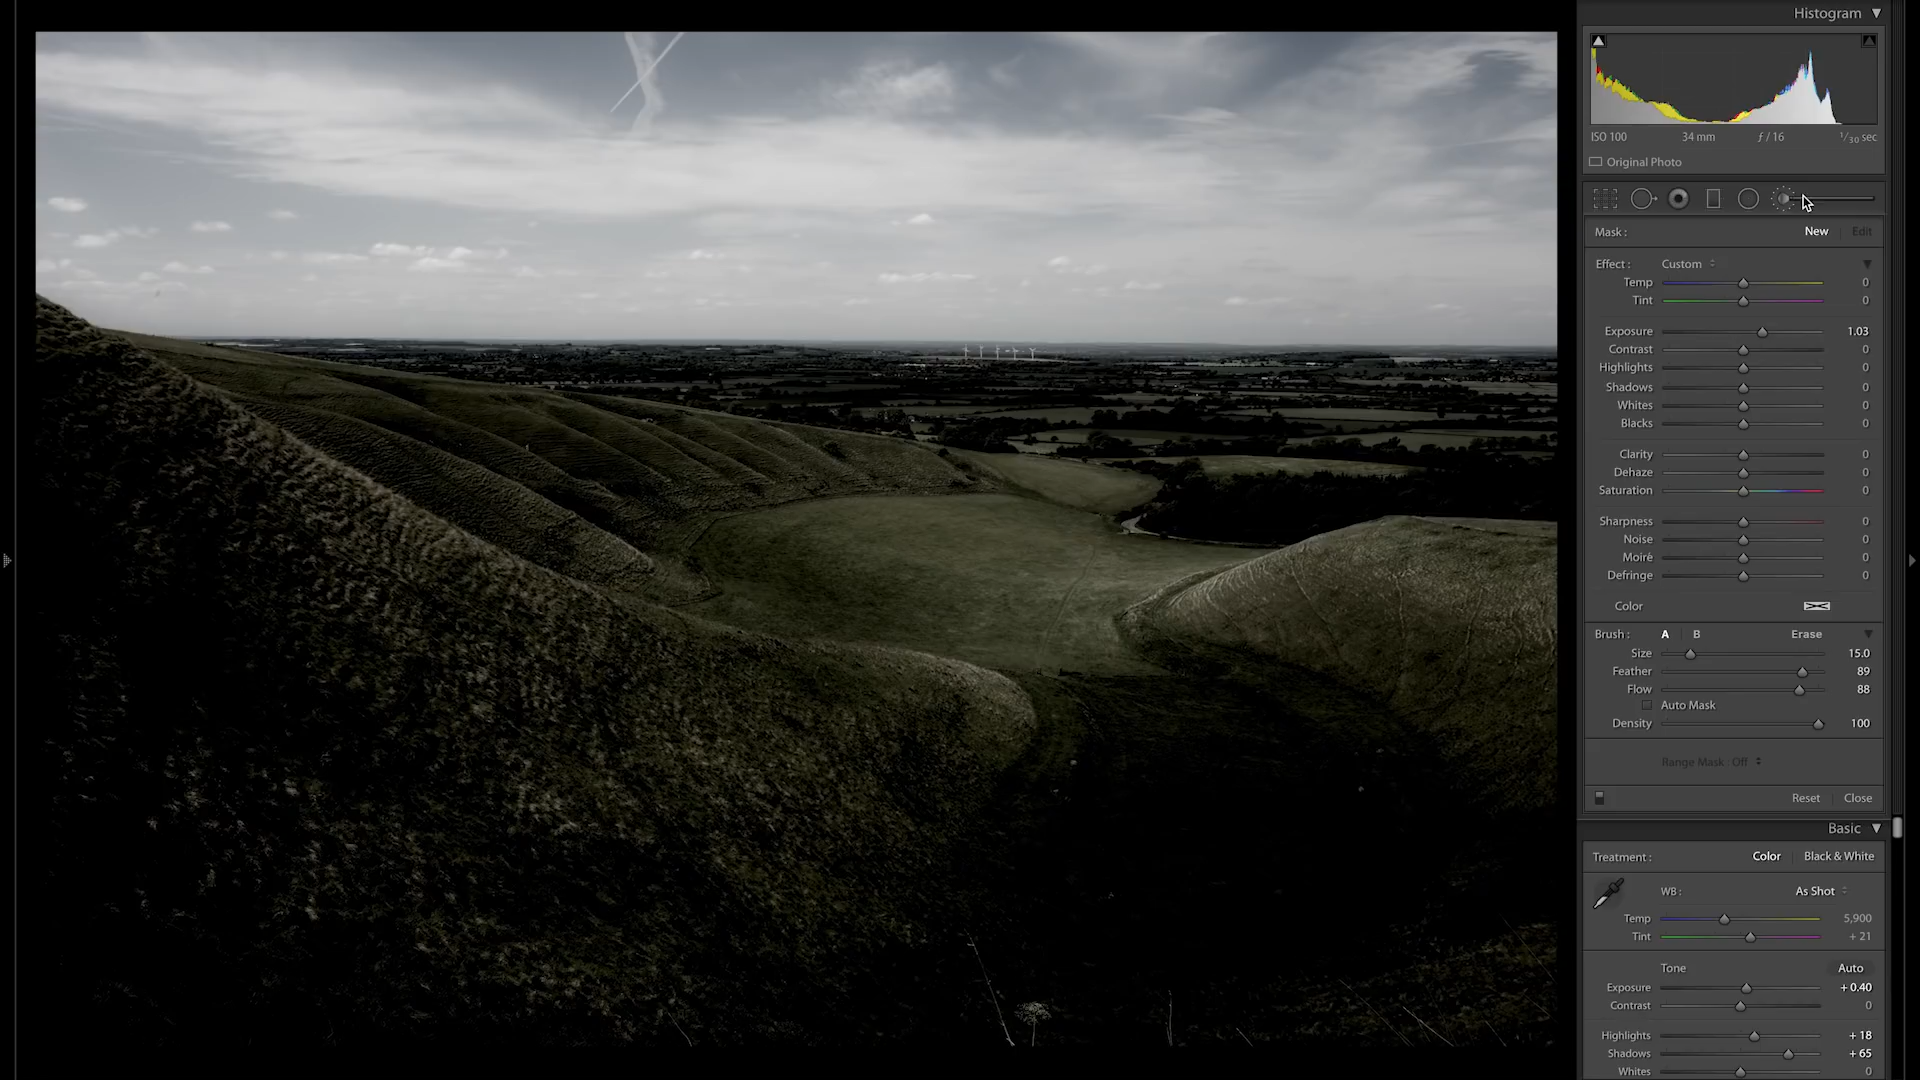 Histogram
ISO 100 34 mm ƒ / 16 1/30 sec
Original Photo
Mask : New Edit
Effect : Custom
Temp 0
Tint 0
Exposure 1.03
Contrast 0
Highlights 0
Shadows 0
Whites 0
Blacks 0
Clarity 0
Dehaze 0
Saturation 0
Sharpness 0
Noise 0
Moiré 0
Defringe 0
Color
Brush : A B Erase
Size 15.0
Feather 89
Flow 88
Auto Mask
Density 100
Range Mask : Off
Reset Close
Basic
Treatment : Color Black & White
WB : As Shot
Temp 5,900
Tint + 21
Tone Auto
Exposure + 0.40
Contrast 0
Highlights + 18
Shadows + 65
Whites 0